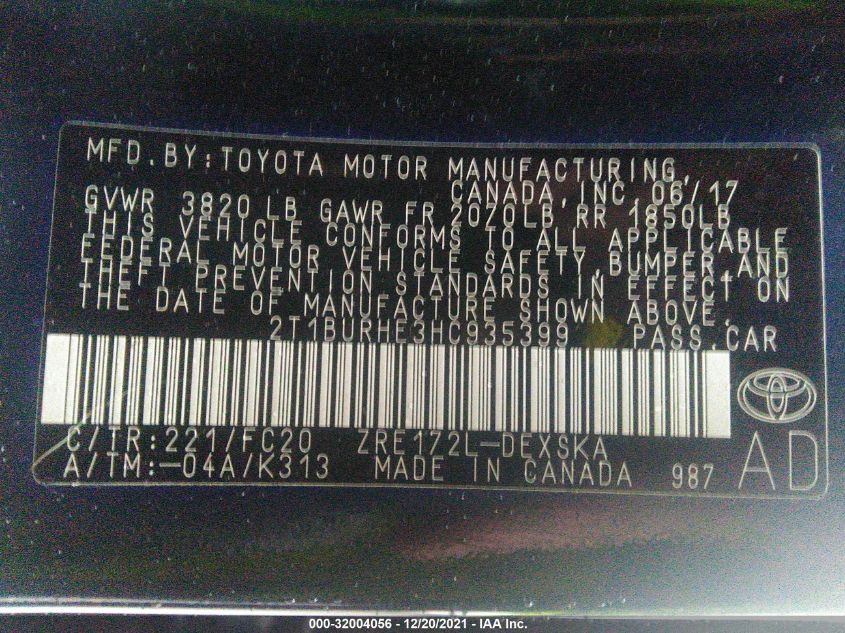 MFD.BY:TOYOTA MOTOR MANUFACTURING,
CANADA,INC.06/17
GVWR 3820 LB GAWR FR 2070LB,RR 1850LB
THIS VEHICLE CONFORMS TO ALL APPLICABLE
FEDERAL MOTOR VEHICLE SAFETY,BUMPER,AND
THEFT PREVENTION STANDARDS IN EFFECT ON
THE DATE OF MANUFACTURE SHOWN ABOVE.
2T1BURHE3HC935399 PASS.CAR
C/TR:221/FC20 ZRE172L-DEXSKA
A/TM:-04A/K313 MADE IN CANADA 987 AD
000-32004056 - 12/20/2021 - IAA Inc.